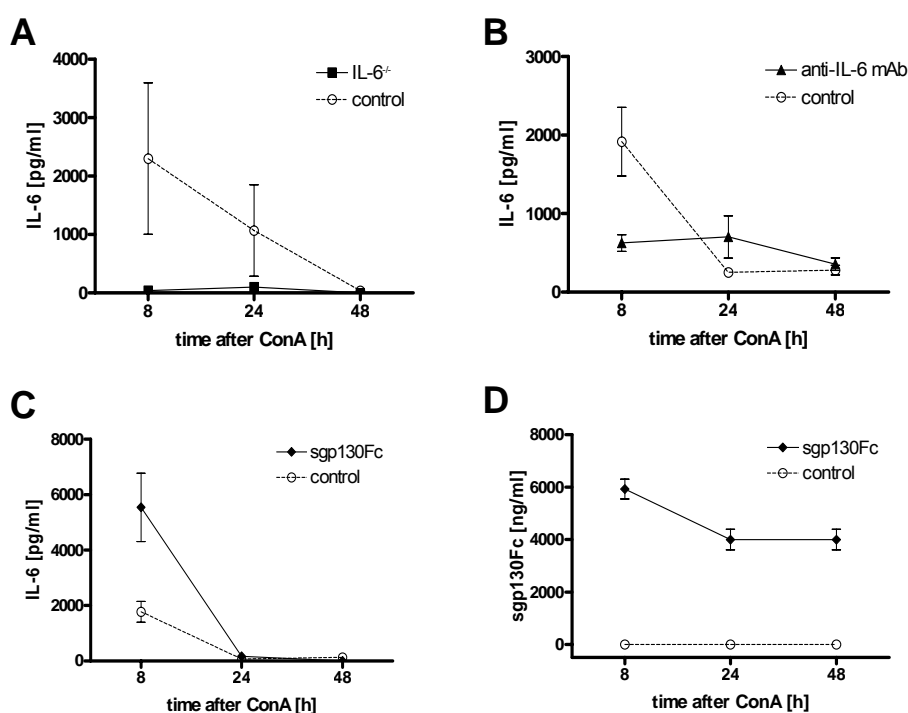 A
4000
3000
2000
1000
0
IL-6 [pg/ml]
IL-6-/-
control
8
24
48
time after ConA [h]
B
3000
2000
1000
0
IL-6 [pg/ml]
anti-IL-6 mAb
control
8
24
48
time after ConA [h]
C
8000
6000
4000
2000
0
IL-6 [pg/ml]
sgp130Fc
control
8
24
48
time after ConA [h]
D
8000
6000
4000
2000
0
sgp130Fc [ng/ml]
sgp130Fc
control
8
24
48
time after ConA [h]